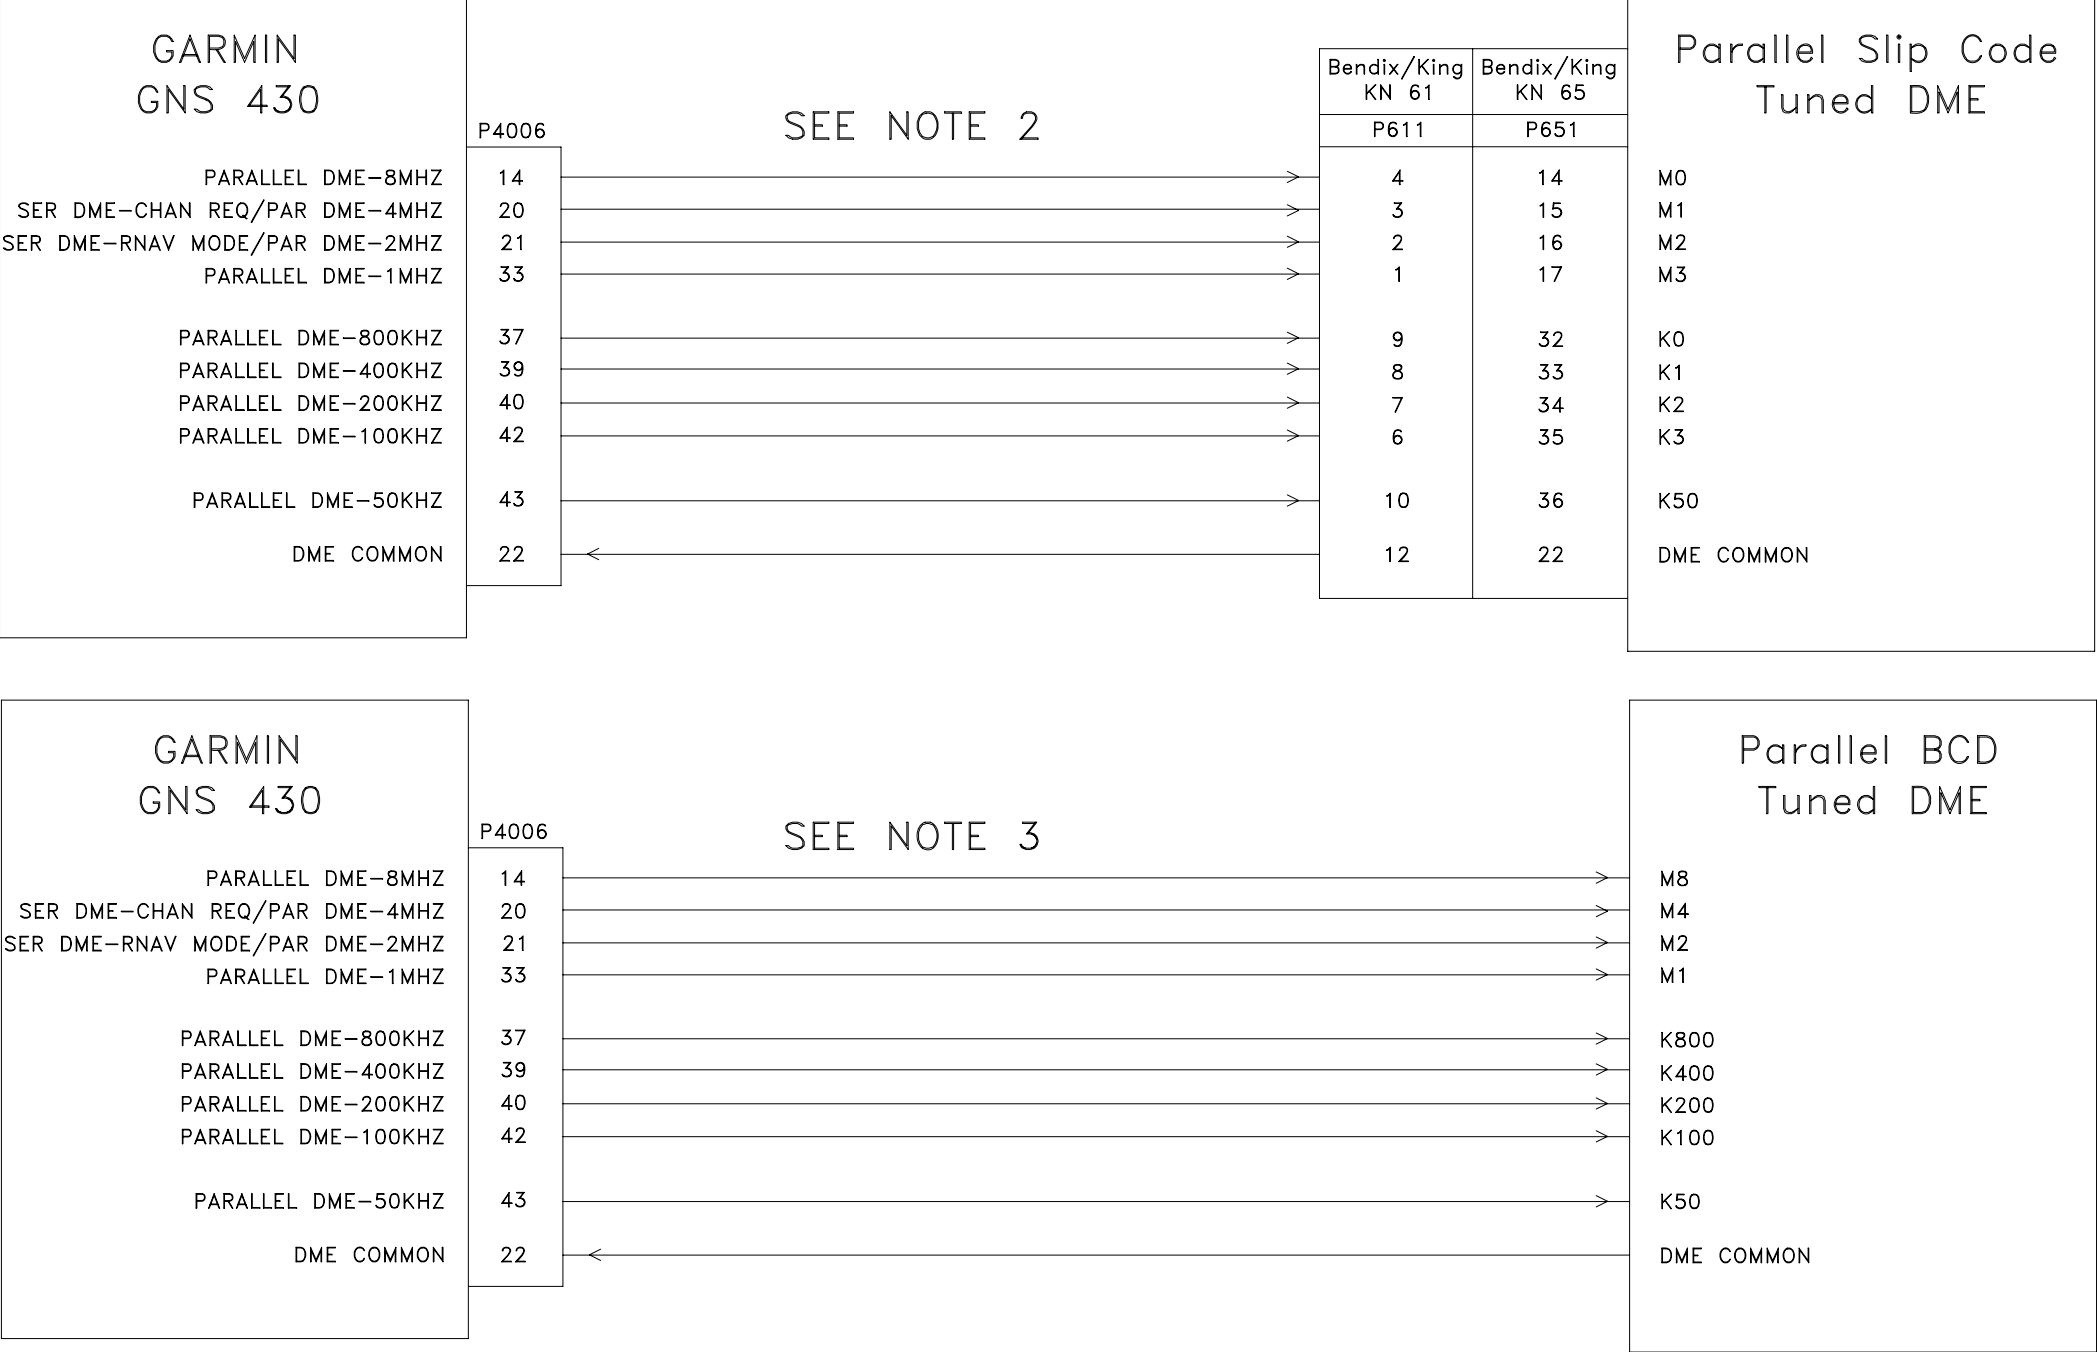 GARMIN
GNS 430
P4006
SEE NOTE 2
Bendix/King
KN 61
P611
Bendix/King
KN 65
P651
Parallel Slip Code
Tuned DME
PARALLEL DME-8MHZ 14 4 14 M0
SER DME-CHAN REQ/PAR DME-4MHZ 20 3 15 M1
SER DME-RNAV MODE/PAR DME-2MHZ 21 2 16 M2
PARALLEL DME-1MHZ 33 1 17 M3
PARALLEL DME-800KHZ 37 9 32 K0
PARALLEL DME-400KHZ 39 8 33 K1
PARALLEL DME-200KHZ 40 7 34 K2
PARALLEL DME-100KHZ 42 6 35 K3
PARALLEL DME-50KHZ 43 10 36 K50
DME COMMON 22 12 22 DME COMMON
GARMIN
GNS 430
P4006
SEE NOTE 3
Parallel BCD
Tuned DME
PARALLEL DME-8MHZ 14 M8
SER DME-CHAN REQ/PAR DME-4MHZ 20 M4
SER DME-RNAV MODE/PAR DME-2MHZ 21 M2
PARALLEL DME-1MHZ 33 M1
PARALLEL DME-800KHZ 37 K800
PARALLEL DME-400KHZ 39 K400
PARALLEL DME-200KHZ 40 K200
PARALLEL DME-100KHZ 42 K100
PARALLEL DME-50KHZ 43 K50
DME COMMON 22 DME COMMON